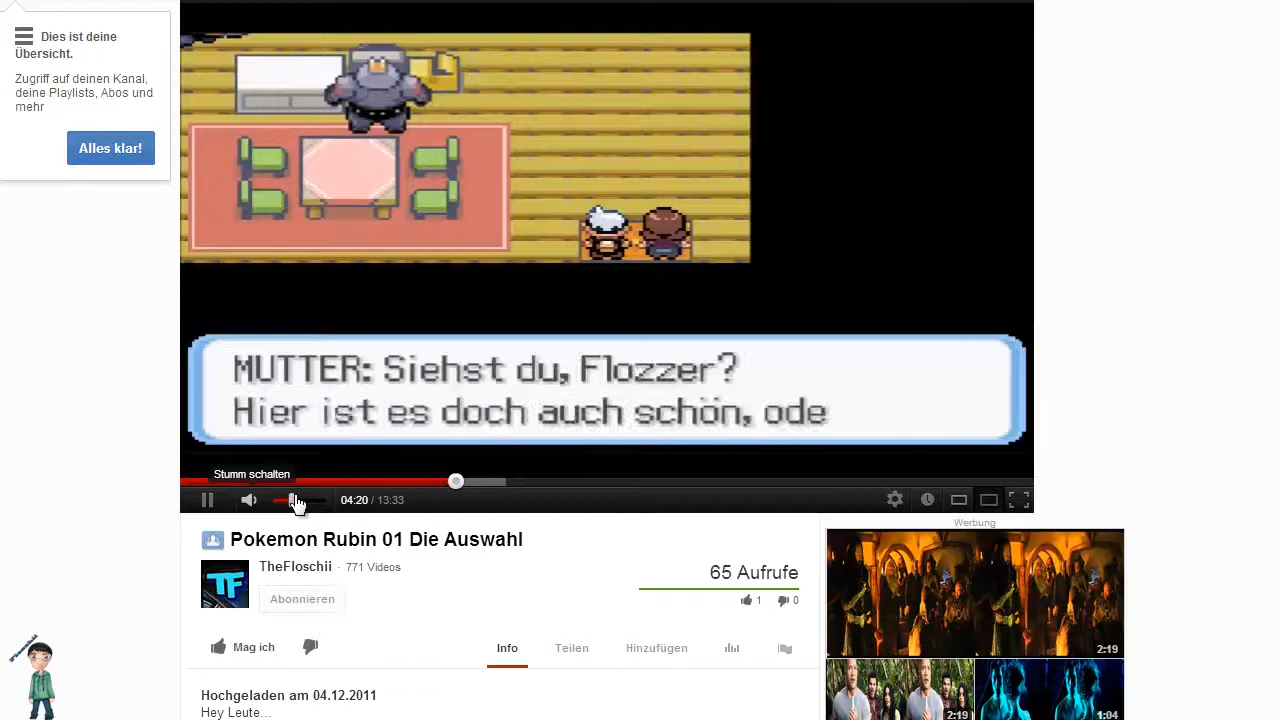 Dies ist deine
Übersicht.
Zugriff auf deinen Kanal,
deine Playlists, Abos und
mehr
Alles klar!
MUTTER: Siehst du, Flozzer?
Hier ist es doch auch schön, ode
Stumm schalten
04:20 / 13:33
Werbung
Pokemon Rubin 01 Die Auswahl
TF
TheFloschii · 771 Videos
Abonnieren
65 Aufrufe
1 0
Mag ich
Info Teilen Hinzufügen
2:19
2:19
1:04
Hochgeladen am 04.12.2011
Hey Leute...